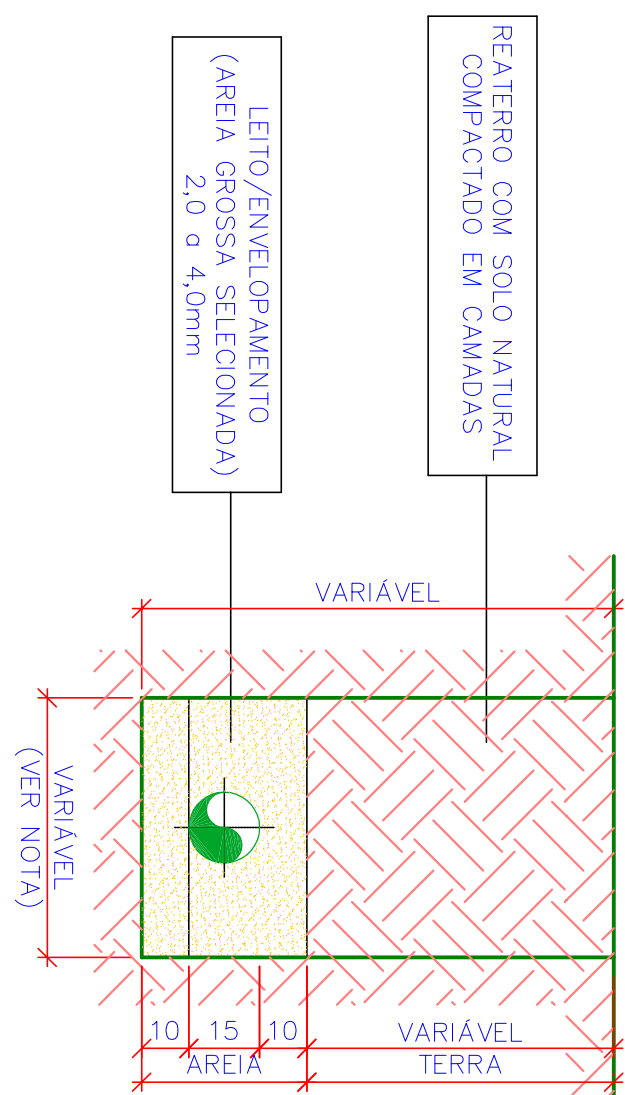 REATERRO COM SOLO NATURAL
COMPACTADO EM CAMADAS
LEITO/ENVELOPAMENTO
(AREIA GROSSA SELECIONADA)
2,0 a 4,0mm
VARIÁVEL
VARIÁVEL
(VER NOTA)
10
15
10
VARIÁVEL
AREIA
TERRA